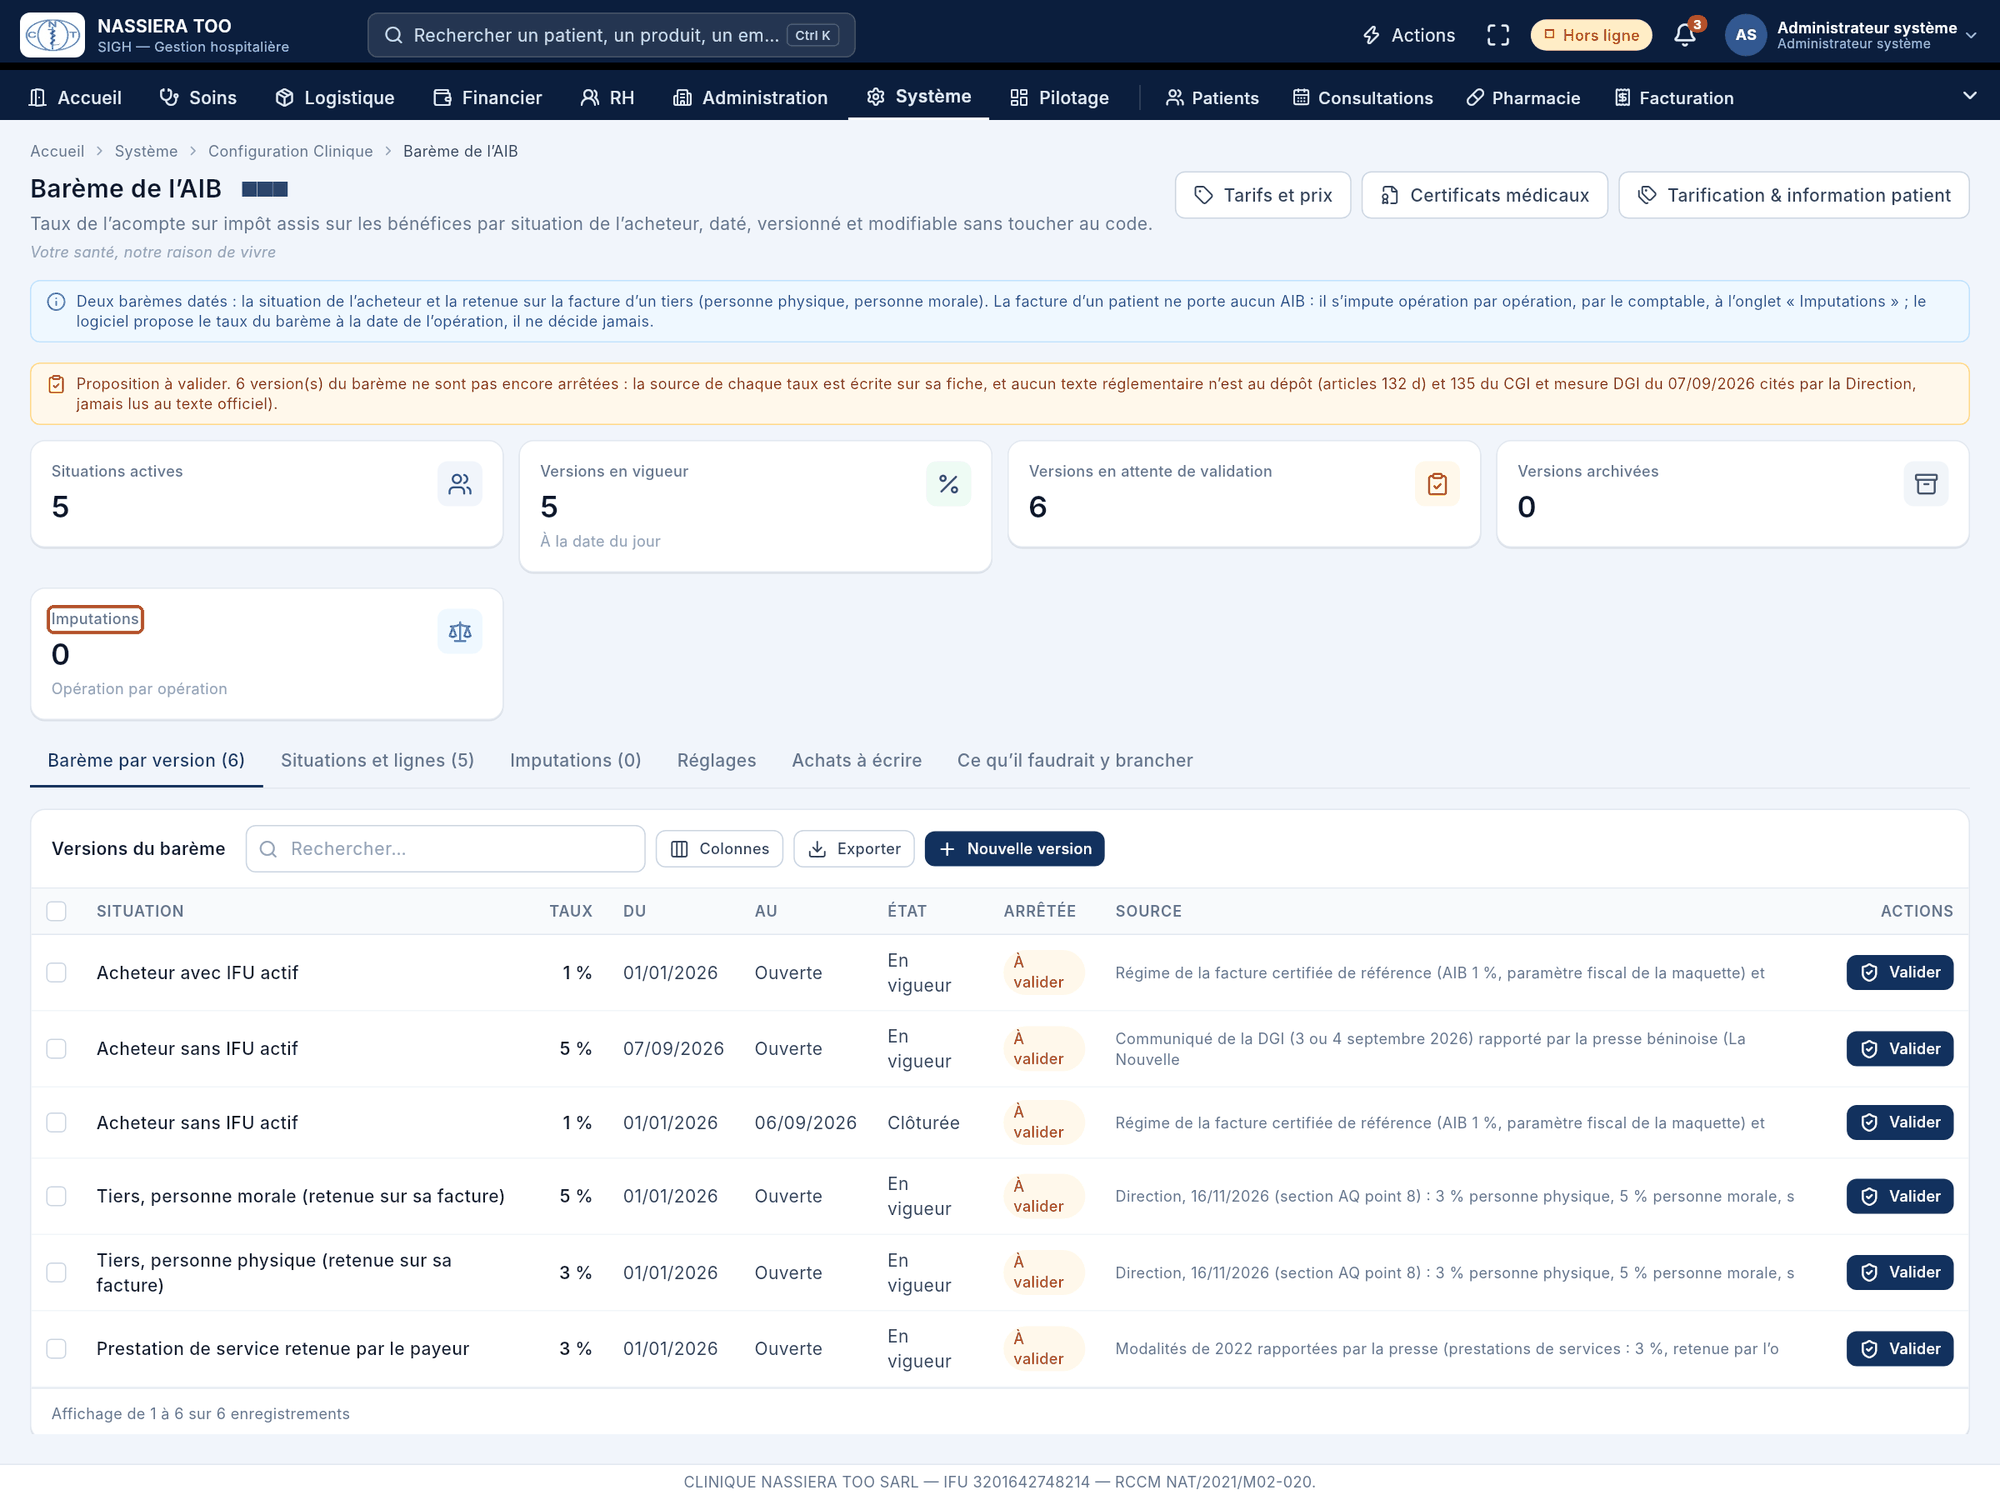 NASSIERA TOO
SIGH — Gestion hospitalière
Rechercher un patient, un produit, un em... Ctrl K
Actions
Hors ligne
3
AS
Administrateur système
Administrateur système
Accueil Soins Logistique Financier RH Administration Système Pilotage Patients Consultations Pharmacie Facturation
Accueil > Système > Configuration Clinique > Barème de l’AIB
Barème de l’AIB
Tarifs et prix Certificats médicaux Tarification & information patient
Taux de l’acompte sur impôt assis sur les bénéfices par situation de l’acheteur, daté, versionné et modifiable sans toucher au code.
Votre santé, notre raison de vivre
Deux barèmes datés : la situation de l’acheteur et la retenue sur la facture d’un tiers (personne physique, personne morale). La facture d’un patient ne porte aucun AIB : il s’impute opération par opération, par le comptable, à l’onglet « Imputations » ; le
logiciel propose le taux du barème à la date de l’opération, il ne décide jamais.
Proposition à valider. 6 version(s) du barème ne sont pas encore arrêtées : la source de chaque taux est écrite sur sa fiche, et aucun texte réglementaire n’est au dépôt (articles 132 d) et 135 du CGI et mesure DGI du 07/09/2026 cités par la Direction,
jamais lus au texte officiel).
Situations actives
5
Versions en vigueur
5
À la date du jour
Versions en attente de validation
6
Versions archivées
0
Imputations
0
Opération par opération
Barème par version (6) Situations et lignes (5) Imputations (0) Réglages Achats à écrire Ce qu’il faudrait y brancher
Versions du barème Rechercher... Colonnes Exporter + Nouvelle version
SITUATION TAUX DU AU ÉTAT ARRÊTÉE SOURCE ACTIONS
Acheteur avec IFU actif 1 % 01/01/2026 Ouverte En vigueur À valider Régime de la facture certifiée de référence (AIB 1 %, paramètre fiscal de la maquette) et Valider
Acheteur sans IFU actif 5 % 07/09/2026 Ouverte En vigueur À valider Communiqué de la DGI (3 ou 4 septembre 2026) rapporté par la presse béninoise (La Nouvelle Valider
Acheteur sans IFU actif 1 % 01/01/2026 06/09/2026 Clôturée À valider Régime de la facture certifiée de référence (AIB 1 %, paramètre fiscal de la maquette) et Valider
Tiers, personne morale (retenue sur sa facture) 5 % 01/01/2026 Ouverte En vigueur À valider Direction, 16/11/2026 (section AQ point 8) : 3 % personne physique, 5 % personne morale, s Valider
Tiers, personne physique (retenue sur sa facture) 3 % 01/01/2026 Ouverte En vigueur À valider Direction, 16/11/2026 (section AQ point 8) : 3 % personne physique, 5 % personne morale, s Valider
Prestation de service retenue par le payeur 3 % 01/01/2026 Ouverte En vigueur À valider Modalités de 2022 rapportées par la presse (prestations de services : 3 %, retenue par l’o Valider
Affichage de 1 à 6 sur 6 enregistrements
CLINIQUE NASSIERA TOO SARL — IFU 3201642748214 — RCCM NAT/2021/M02-020.